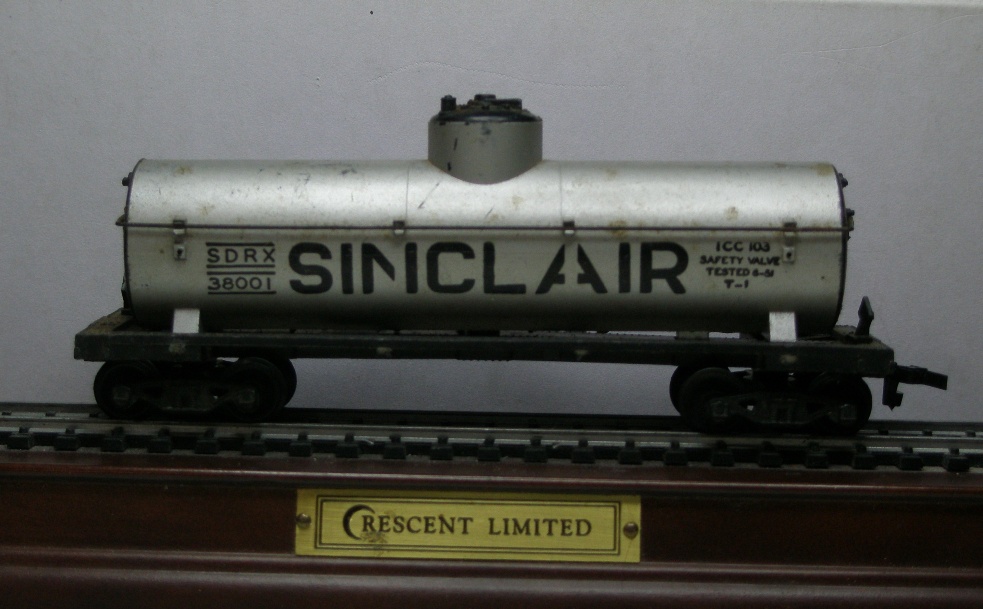 SDRX
38001
SINCLAIR
ICC 103
SAFETY VALVE
TESTED 6-51
T-1
CRESCENT LIMITED